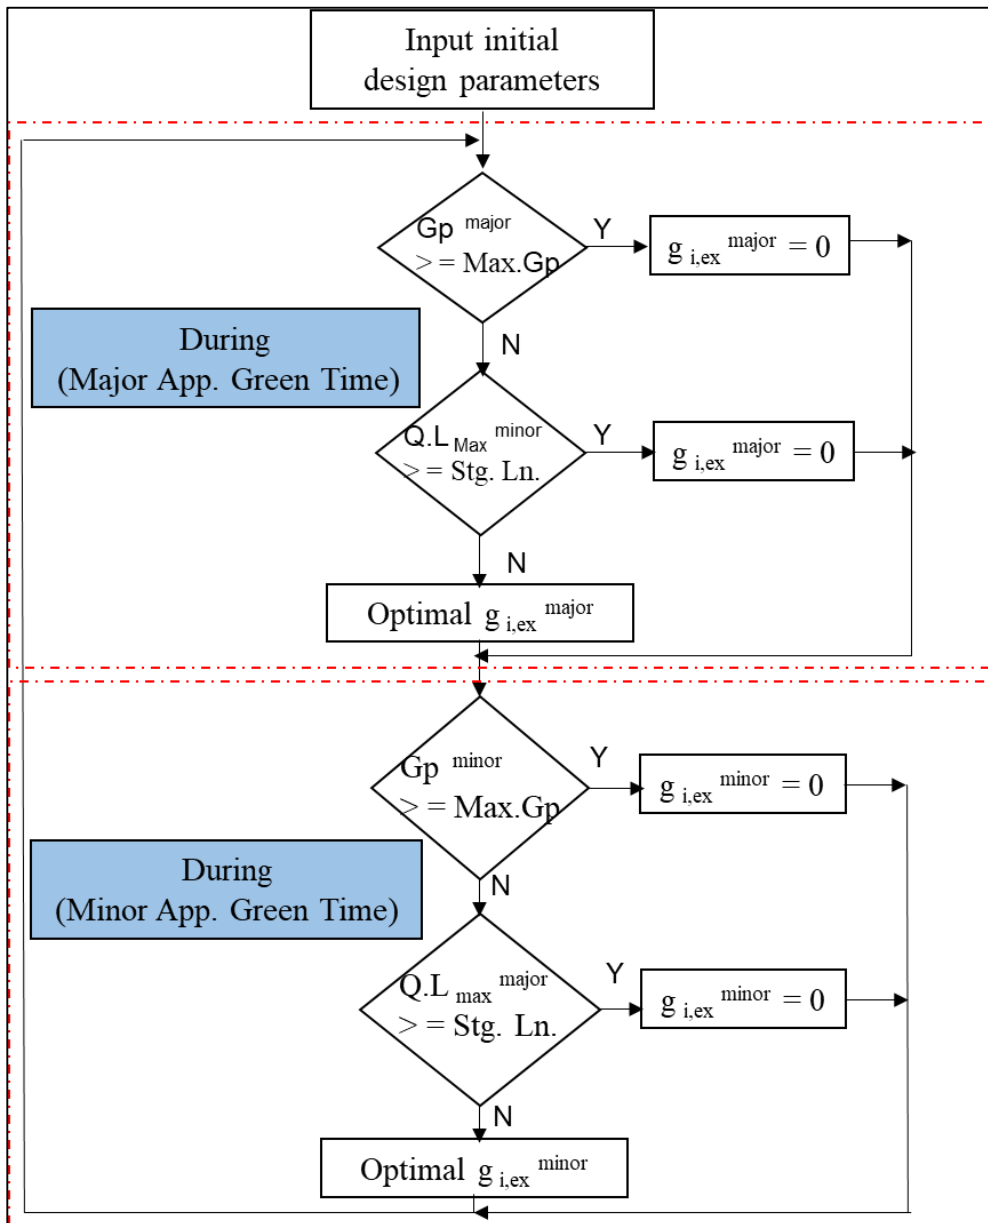 Input initial
design parameters
Gp major
> = Max.Gp
Y
g i,ex major = 0
N
During
(Major App. Green Time)
Q.L Max minor
> = Stg. Ln.
Y
g i,ex major = 0
N
Optimal g i,ex major
Gp minor
> = Max.Gp
Y
g i,ex minor = 0
N
During
(Minor App. Green Time)
Q.L max major
> = Stg. Ln.
Y
g i,ex minor = 0
N
Optimal g i,ex minor